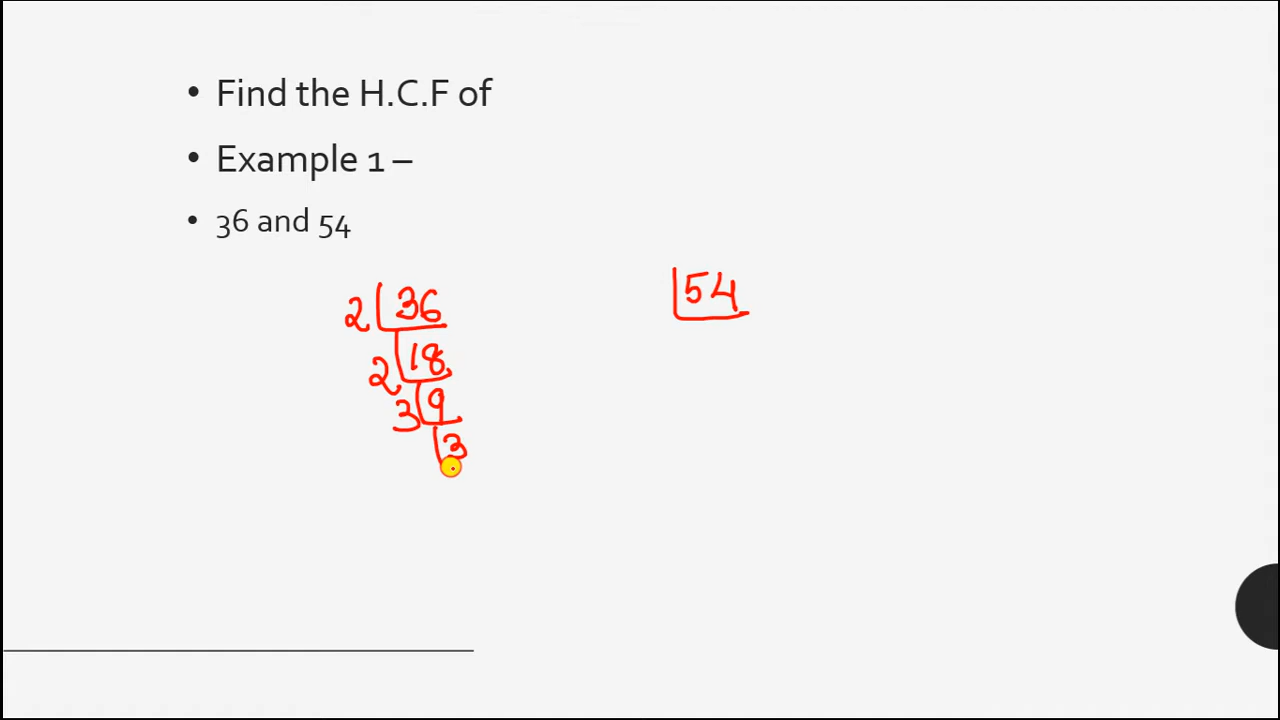 • Find the H.C.F of
• Example 1 –
• 36 and 54
2 36
2 18
3 9
3
54